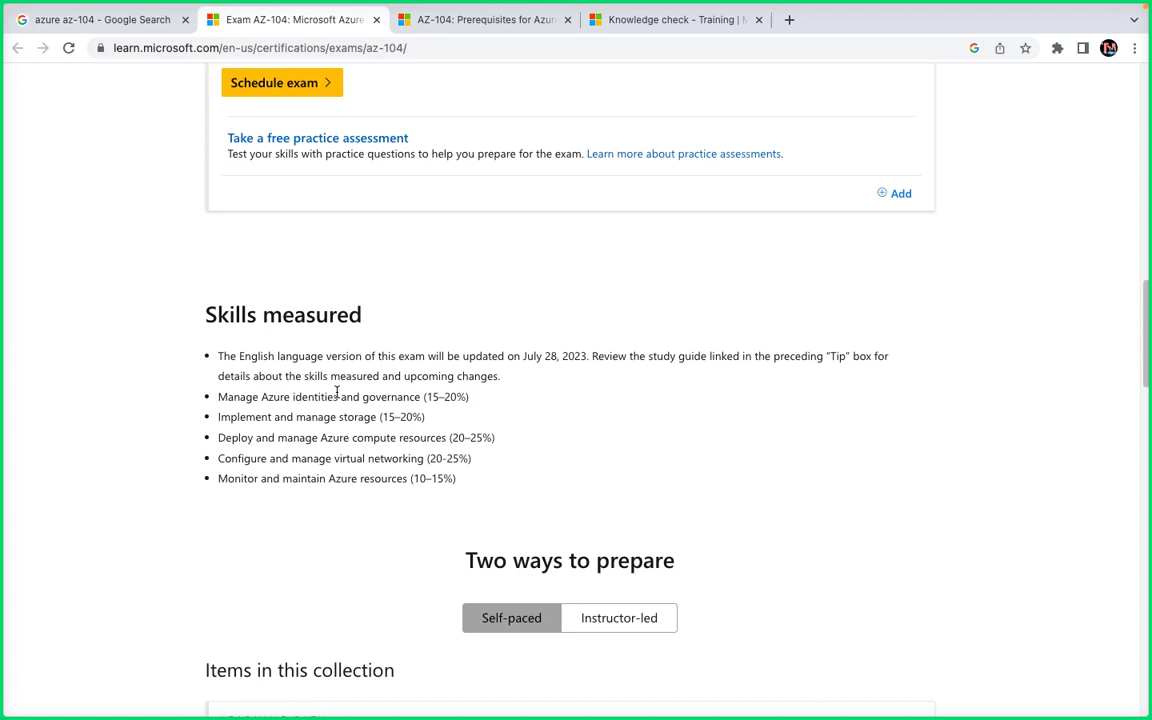 azure az-104 - Google Search
Exam AZ-104: Microsoft Azure
AZ-104: Prerequisites for Azur
Knowledge check - Training | M
learn.microsoft.com/en-us/certifications/exams/az-104/
Schedule exam
Take a free practice assessment
Test your skills with practice questions to help you prepare for the exam. Learn more about practice assessments.
Add
Skills measured
• The English language version of this exam will be updated on July 28, 2023. Review the study guide linked in the preceding “Tip” box for
details about the skills measured and upcoming changes.
• Manage Azure identities and governance (15–20%)
• Implement and manage storage (15–20%)
• Deploy and manage Azure compute resources (20–25%)
• Configure and manage virtual networking (20-25%)
• Monitor and maintain Azure resources (10–15%)
Two ways to prepare
Self-paced
Instructor-led
Items in this collection